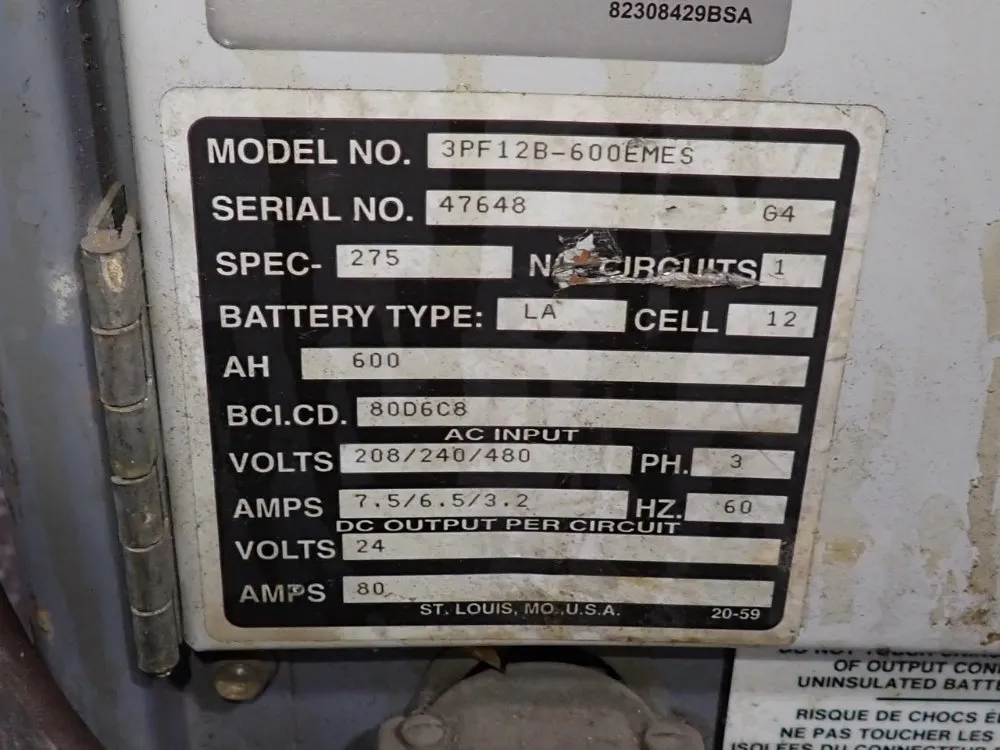 82308429BSA
MODEL NO. 3PF12B-600EMES
SERIAL NO. 47648 G4
SPEC- 275 CIRCUITS 1
BATTERY TYPE: LA CELL 12
AH 600
BCI.CD. 80D6C8
AC INPUT
VOLTS 208/240/480 PH. 3
AMPS 7.5/6.5/3.2 HZ. 60
DC OUTPUT PER CIRCUIT
VOLTS 24
AMPS 80
ST. LOUIS, MO., U.S.A. 20-59
OF OUTPUT
UNINSULATED
RISQUE DE CHOCS
NE PAS TOUCHER LES